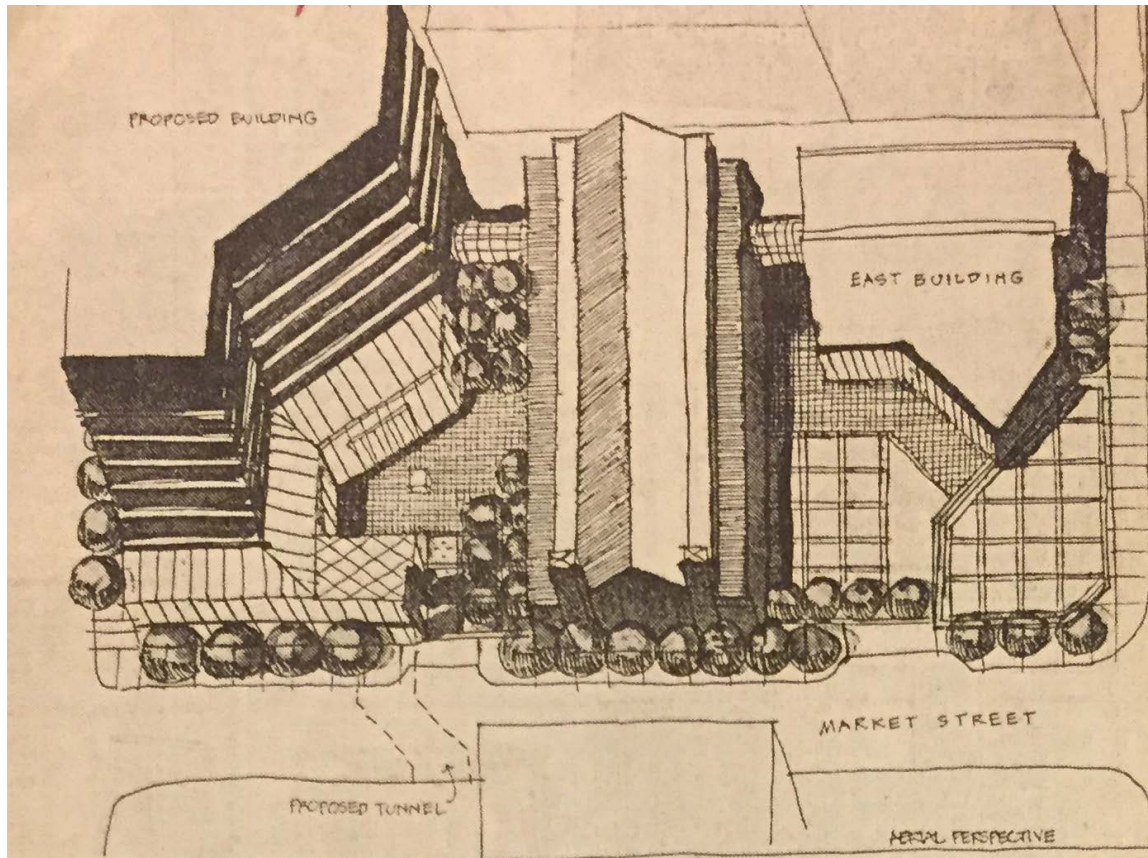 PROPOSED BUILDING
EAST BUILDING
MARKET STREET
PROPOSED TUNNEL
AERIAL PERSPECTIVE